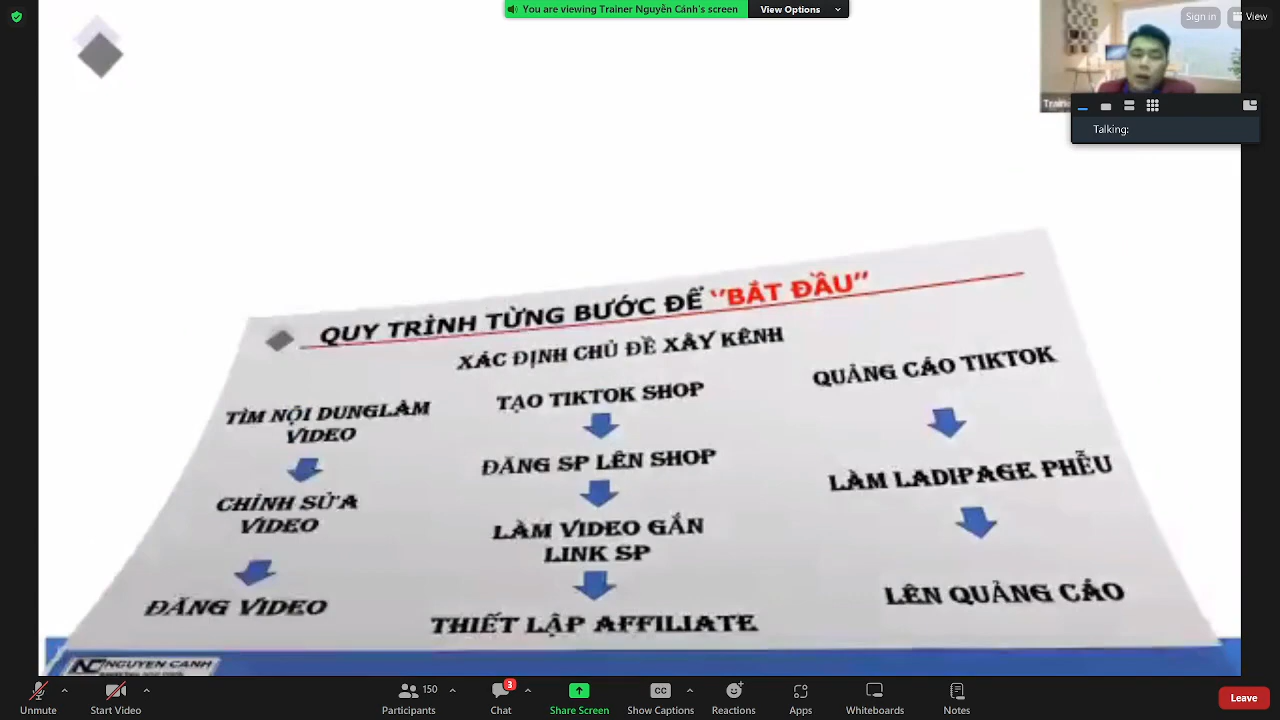 You are viewing Trainer Nguyễn Cảnh's screen
View Options
Sign in
View
Talking:
QUY TRÌNH TỪNG BƯỚC ĐỂ "BẮT ĐẦU"
XÁC ĐỊNH CHỦ ĐỀ XÂY KÊNH
TÌM NỘI DUNGLÀM
VIDEO
CHỈNH SỬA
VIDEO
ĐĂNG VIDEO
TẠO TIKTOK SHOP
ĐĂNG SP LÊN SHOP
LÀM VIDEO GẮN
LINK SP
THIẾT LẬP AFFILIATE
QUẢNG CÁO TIKTOK
LÀM LADIPAGE PHỄU
LÊN QUẢNG CÁO
NC NGUYEN CANH
Unmute
Start Video
150
Participants
3
Chat
Share Screen
CC
Show Captions
Reactions
Apps
Whiteboards
Notes
Leave